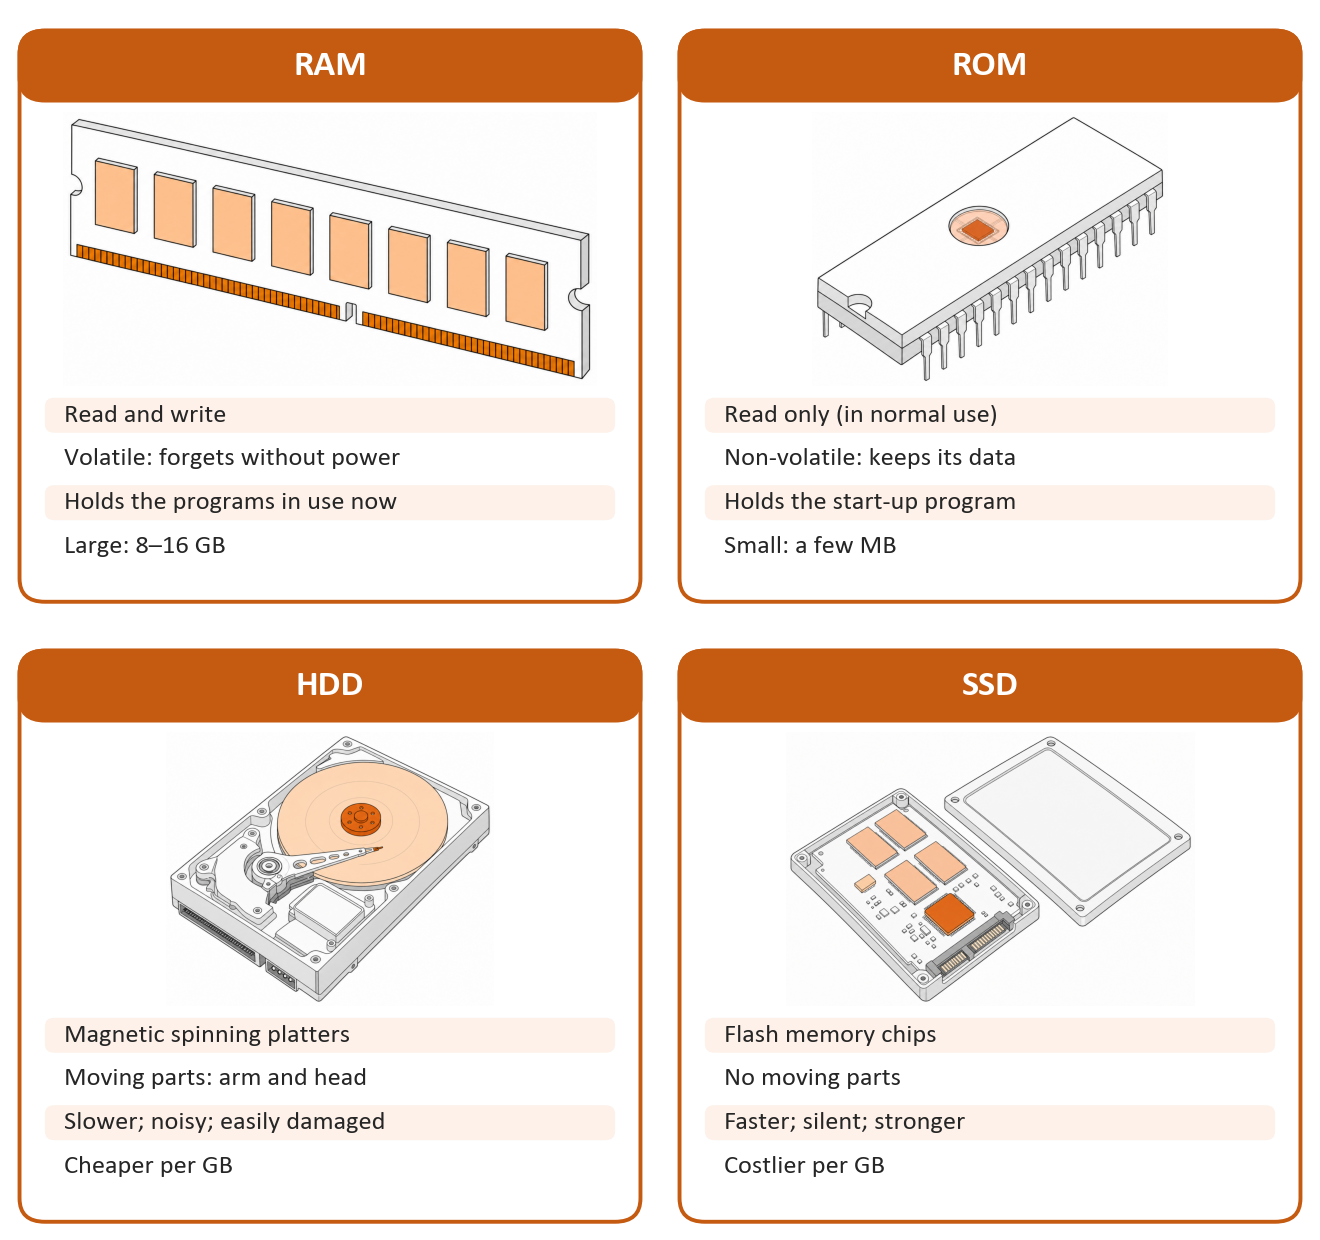 RAM
Read and write
Volatile: forgets without power
Holds the programs in use now
Large: 8–16 GB
ROM
Read only (in normal use)
Non-volatile: keeps its data
Holds the start-up program
Small: a few MB
HDD
Magnetic spinning platters
Moving parts: arm and head
Slower; noisy; easily damaged
Cheaper per GB
SSD
Flash memory chips
No moving parts
Faster; silent; stronger
Costlier per GB